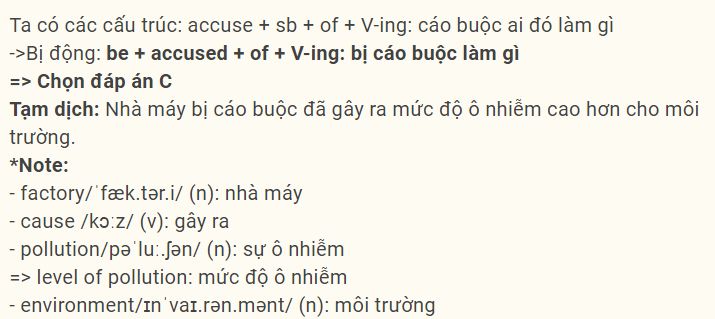 Ta có các cấu trúc: accuse + sb + of + V-ing: cáo buộc ai đó làm gì
->Bị động: be + accused + of + V-ing: bị cáo buộc làm gì
=> Chọn đáp án C
Tạm dịch: Nhà máy bị cáo buộc đã gây ra mức độ ô nhiễm cao hơn cho môi
trường.
*Note:
- factory/ˈfæk.tər.i/ (n): nhà máy
- cause /kɔːz/ (v): gây ra
- pollution/pəˈluː.ʃən/ (n): sự ô nhiễm
=> level of pollution: mức độ ô nhiễm
- environment/ɪnˈvaɪ.rən.mənt/ (n): môi trường